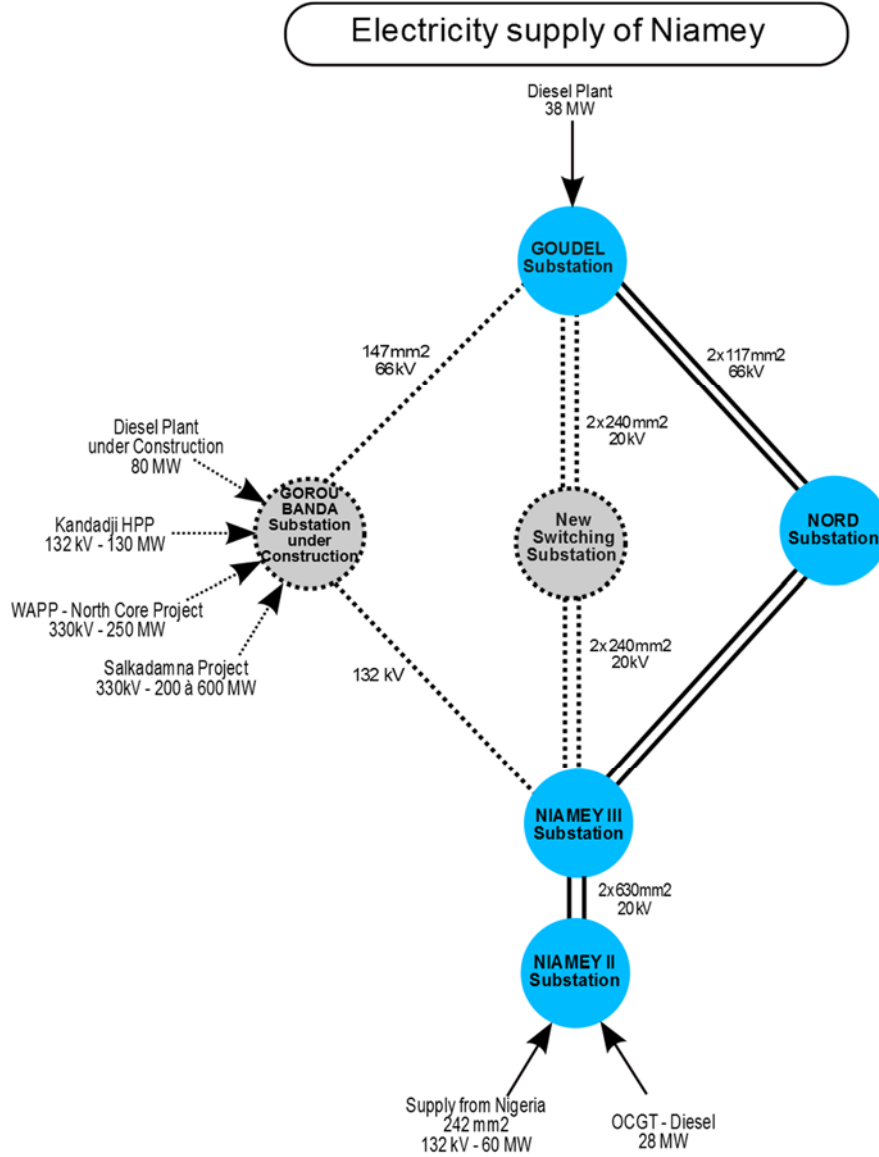 Electricity supply of Niamey
Diesel Plant
38 MW
GOUDEL
Substation
147mm2
66kV
2x117mm2
66kV
Diesel Plant
under Construction
80 MW
2x240mm2
20kV
GOROU
BANDA
Substation
under
Construction
New
Switching
Substation
NORD
Substation
Kandadji HPP
132 kV - 130 MW
WAPP - North Core Project
330kV - 250 MW
Salkadamna Project
330kV - 200 à 600 MW
132 kV
2x240mm2
20kV
NIAMEY III
Substation
2x630mm2
20kV
NIAMEY II
Substation
Supply from Nigeria
242 mm2
132 kV - 60 MW
OCGT - Diesel
28 MW